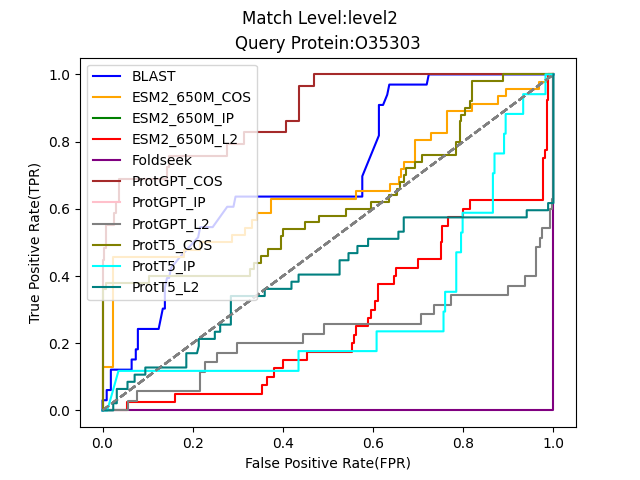 Match Level:level2
Query Protein:O35303
BLAST
ESM2_650M_COS
ESM2_650M_IP
ESM2_650M_L2
Foldseek
ProtGPT_COS
ProtGPT_IP
ProtGPT_L2
ProtT5_COS
ProtT5_IP
ProtT5_L2
True Positive Rate(TPR)
1.0
0.8
0.6
0.4
0.2
0.0
0.0 0.2 0.4 0.6 0.8 1.0
False Positive Rate(FPR)